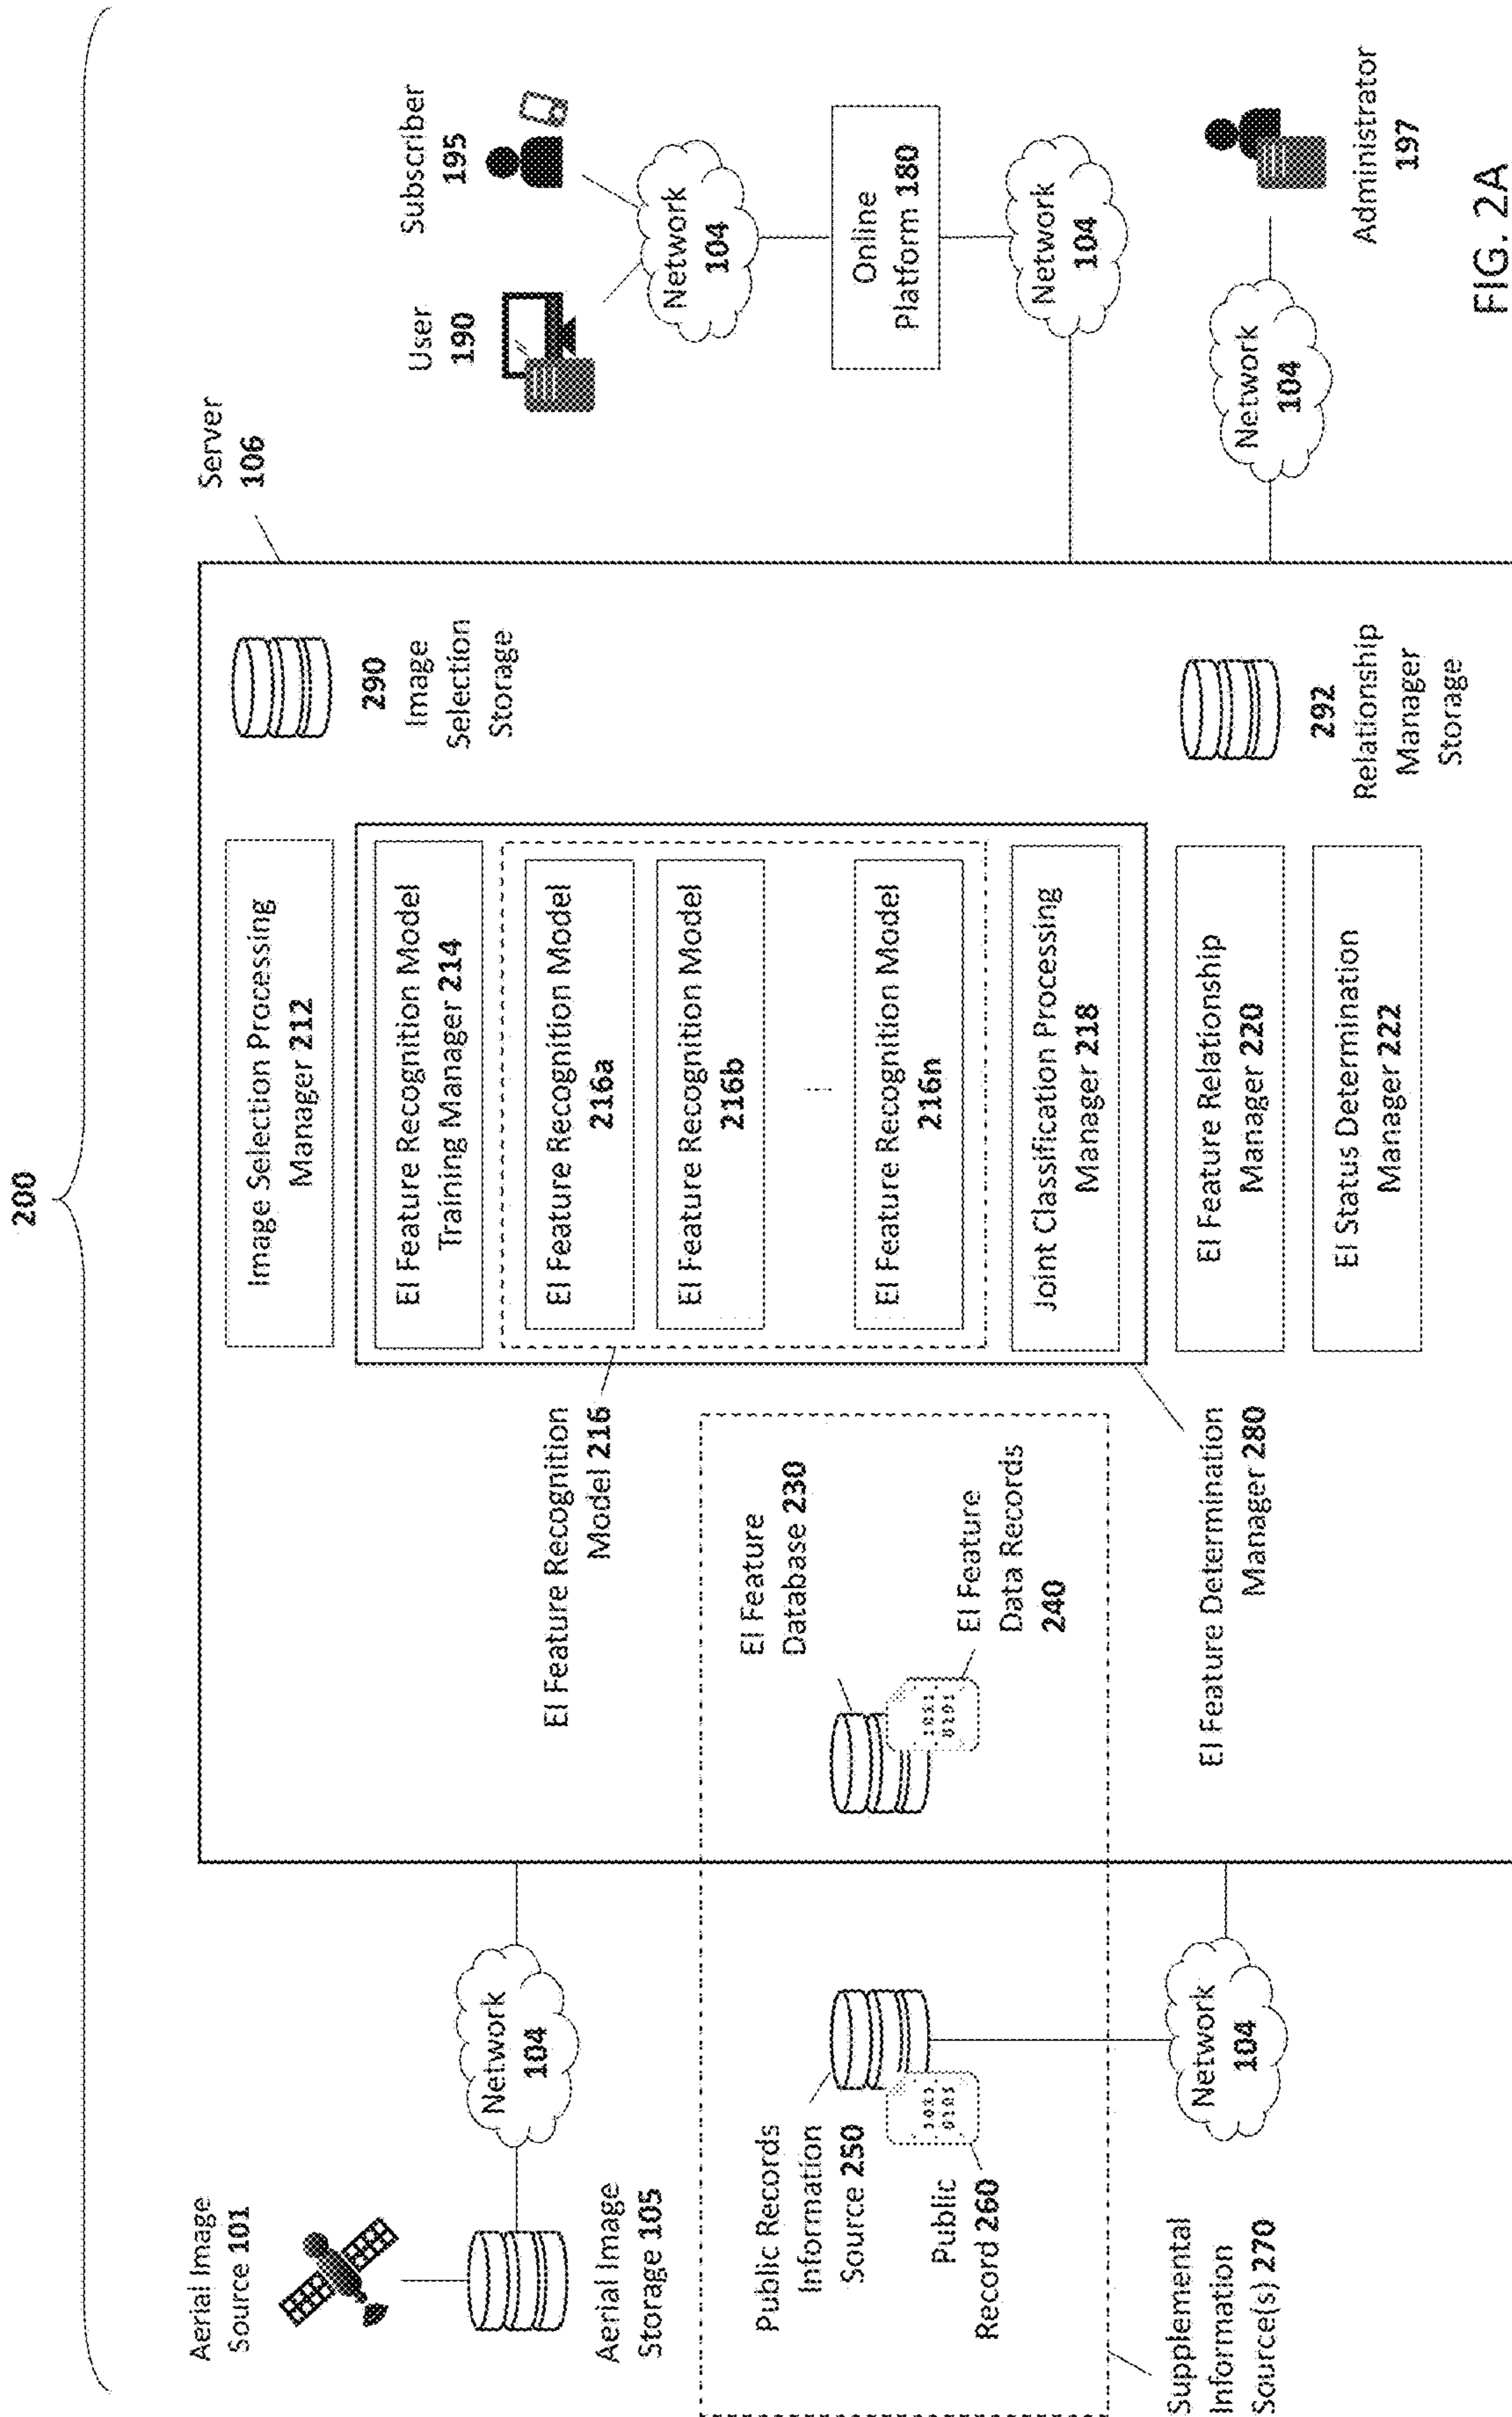 200
Aerial Image
Source 101
Aerial Image
Storage 105
Network
104
Public Records
Information
Source 250
Public
Record 260
1011
0101
Supplemental
Information
Source(s) 270
Network
104
Server
106
EI Feature Recognition
Model 216
EI Feature
Database 230
1011
0101
EI Feature
Data Records
240
EI Feature Determination
Manager 280
Image Selection Processing
Manager 212
EI Feature Recognition Model
Training Manager 214
EI Feature Recognition Model
216a
EI Feature Recognition Model
216b
EI Feature Recognition Model
216n
Joint Classification Processing
Manager 218
EI Feature Relationship
Manager 220
EI Status Determination
Manager 222
290
Image
Selection
Storage
292
Relationship
Manager
Storage
User
190
Subscriber
195
Network
104
Online
Platform 180
Network
104
Network
104
Administrator
197
FIG. 2A